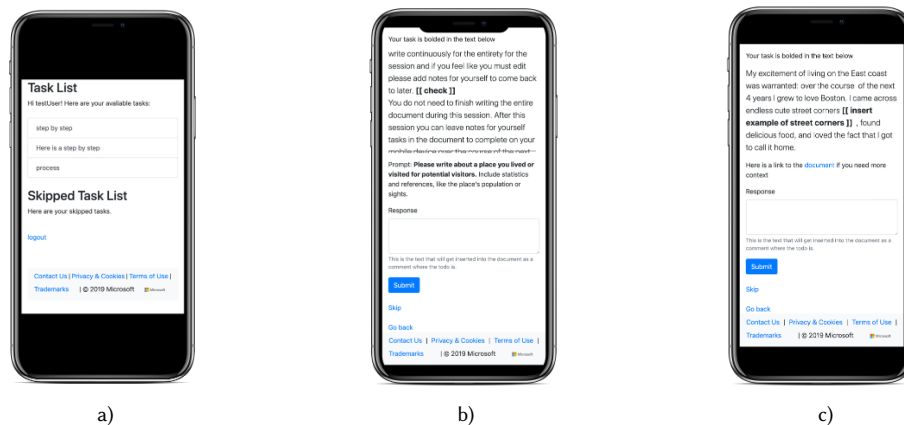 Task List
Hi testUser! Here are your available tasks:
step by step
Here is a step by step
process
Skipped Task List
Here are your skipped tasks.
logout
Contact Us | Privacy & Cookies | Terms of Use |
Trademarks | © 2019 Microsoft Microsoft
a)
Your task is bolded in the text below
write continuously for the entirety for the
session and if you feel like you must edit
please add notes for yourself to come back
to later. [[ check ]]
You do not need to finish writing the entire
document during this session. After this
session you can leave notes for yourself
tasks in the document to complete on your
mobile device over the course of the next
Prompt: Please write about a place you lived or
visited for potential visitors. Include statistics
and references, like the place's population or
sights.
Response
This is the text that will get inserted into the document as a
comment where the todo is.
Submit
Skip
Go back
Contact Us | Privacy & Cookies | Terms of Use |
Trademarks | © 2019 Microsoft Microsoft
b)
Your task is bolded in the text below
My excitement of living on the East coast
was warranted: over the course of the next
4 years I grew to love Boston. I came across
endless cute street corners [[ insert
example of street corners ]] , found
delicious food, and loved the fact that I got
to call it home.
Here is a link to the document if you need more
context
Response
This is the text that will get inserted into the document as a
comment where the todo is.
Submit
Skip
Go back
Contact Us | Privacy & Cookies | Terms of Use |
Trademarks | © 2019 Microsoft Microsoft
c)